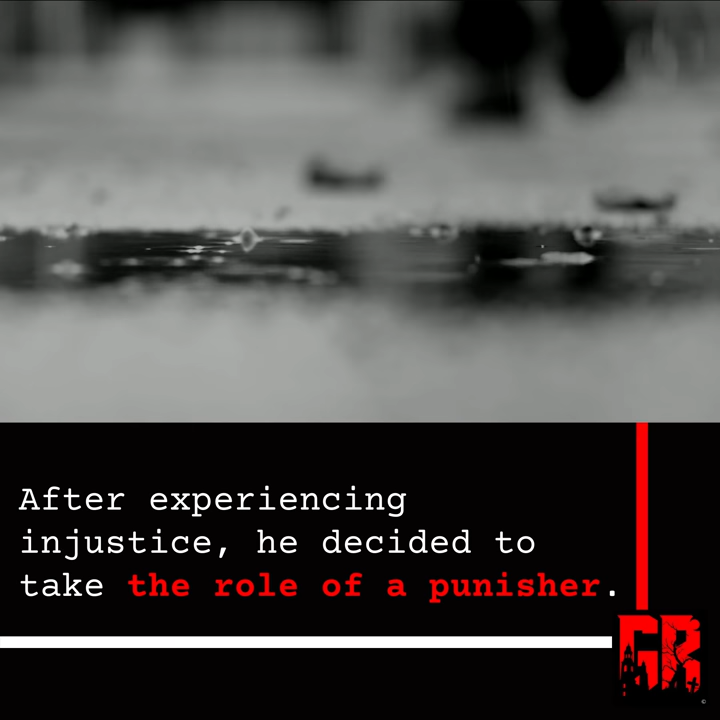 After experiencing
injustice, he decided to
take the role of a punisher.
GR
©